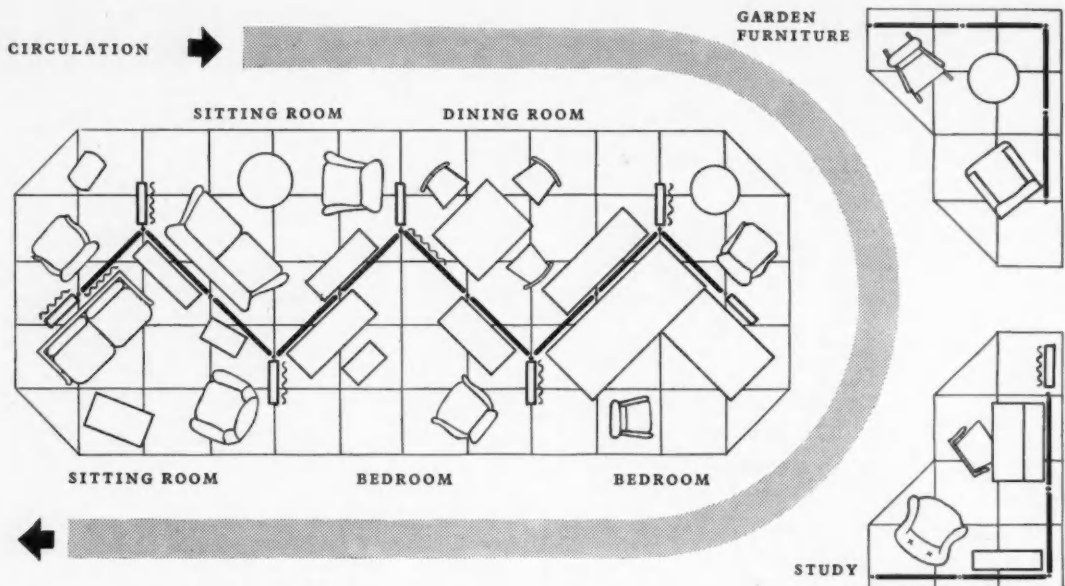 GARDEN
FURNITURE
CIRCULATION
SITTING ROOM
DINING ROOM
SITTING ROOM
BEDROOM
BEDROOM
STUDY